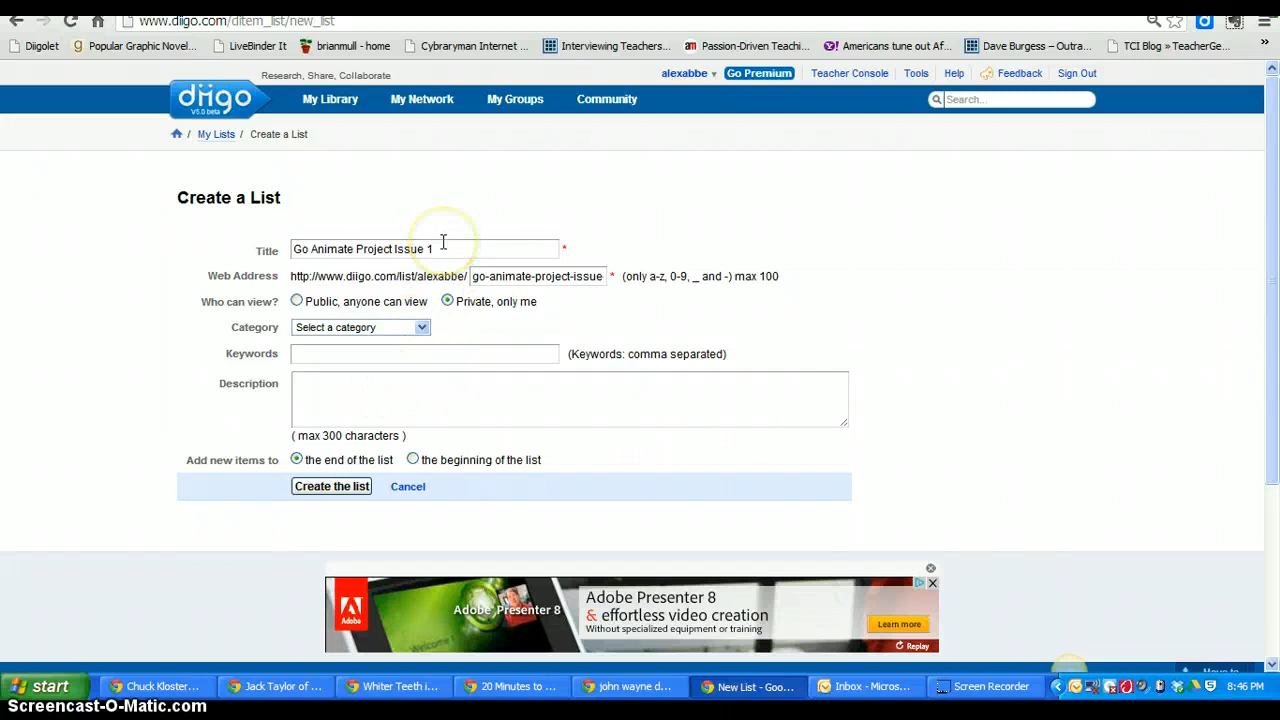 www.diigo.com/ditem_list/new_list
Diigolet Popular Graphic Novel... LiveBinder It brianmull - home Cybraryman Internet ... Interviewing Teachers... Passion-Driven Teachi... Americans tune out Af... Dave Burgess – Outra... TCI Blog » TeacherGe... »
Research, Share, Collaborate
alexabbe Go Premium Teacher Console Tools Help Feedback Sign Out
diigo
V5.0 beta
My Library My Network My Groups Community Search...
/ My Lists / Create a List
Create a List
Title Go Animate Project Issue 1 *
Web Address http://www.diigo.com/list/alexabbe/ go-animate-project-issue * (only a-z, 0-9, _ and -) max 100
Who can view? Public, anyone can view Private, only me
Category Select a category
Keywords (Keywords: comma separated)
Description
( max 300 characters )
Add new items to the end of the list the beginning of the list
Create the list Cancel
Adobe
Adobe Presenter 8
Adobe Presenter 8
& effortless video creation
Without specialized equipment or training
Learn more
Replay
start Chuck Kloster... Jack Taylor of ... Whiter Teeth i... 20 Minutes to ... john wayne d... New List - Goo... Inbox - Micros... Screen Recorder 8:46 PM
Screencast-O-Matic.com